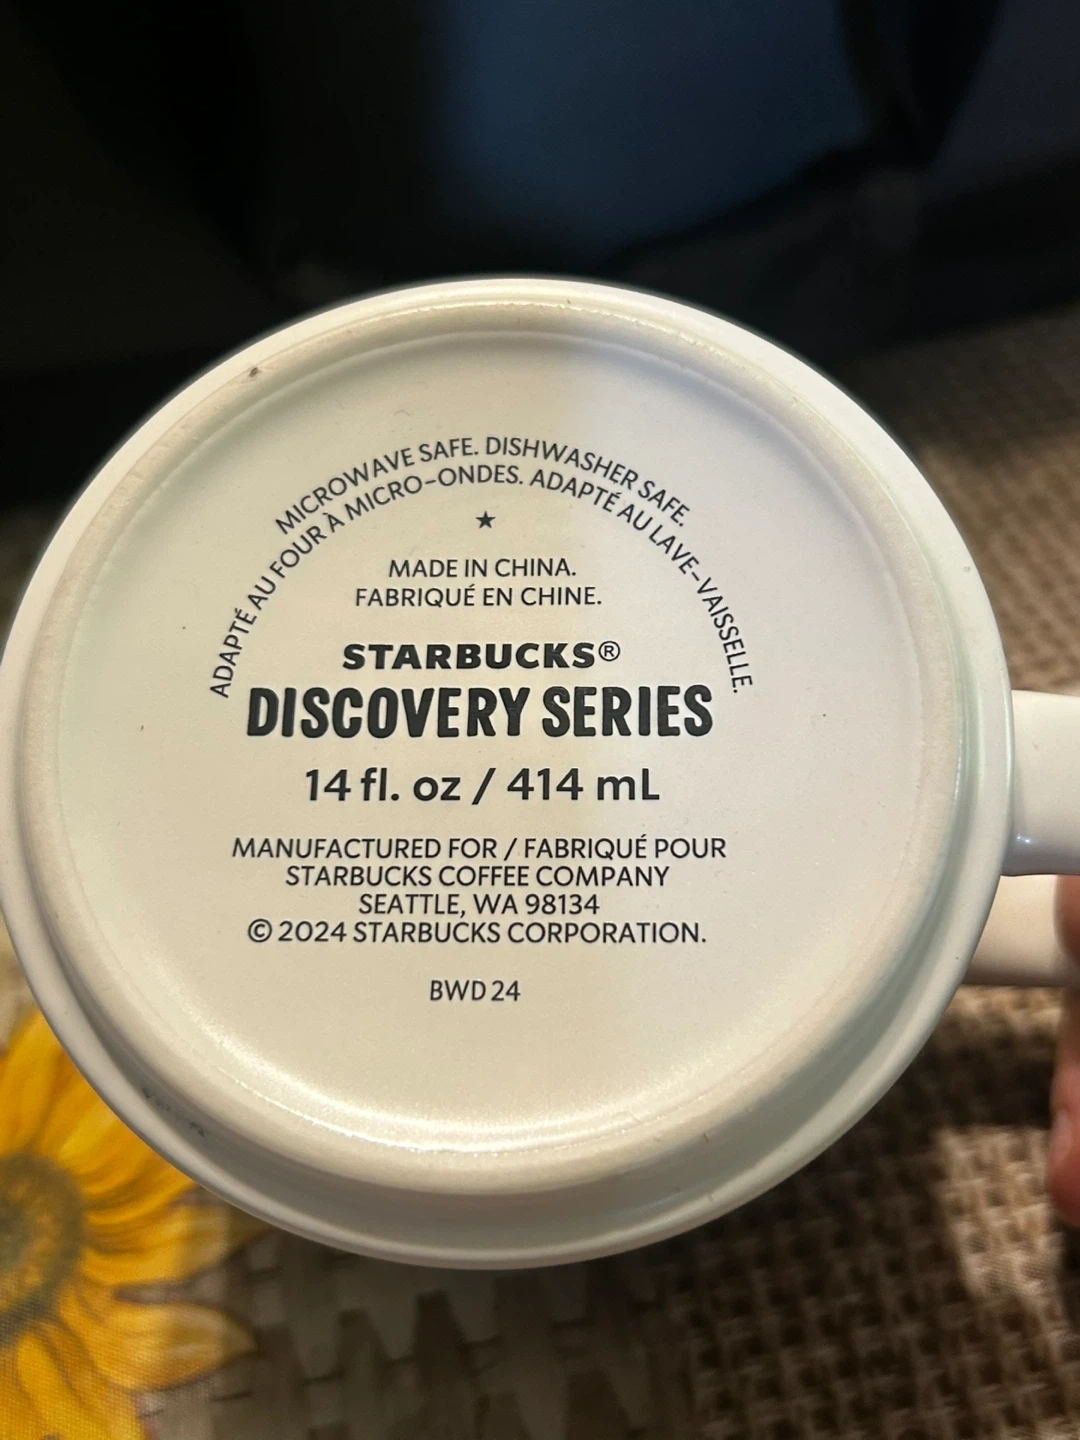 MICROWAVE SAFE. DISHWASHER SAFE.
ADAPTÉ AU FOUR À MICRO-ONDES. ADAPTÉ AU LAVE-VAISSELLE.
★
MADE IN CHINA.
FABRIQUÉ EN CHINE.
STARBUCKS®
DISCOVERY SERIES
14 fl. oz / 414 mL
MANUFACTURED FOR / FABRIQUÉ POUR
STARBUCKS COFFEE COMPANY
SEATTLE, WA 98134
© 2024 STARBUCKS CORPORATION.
BWD 24